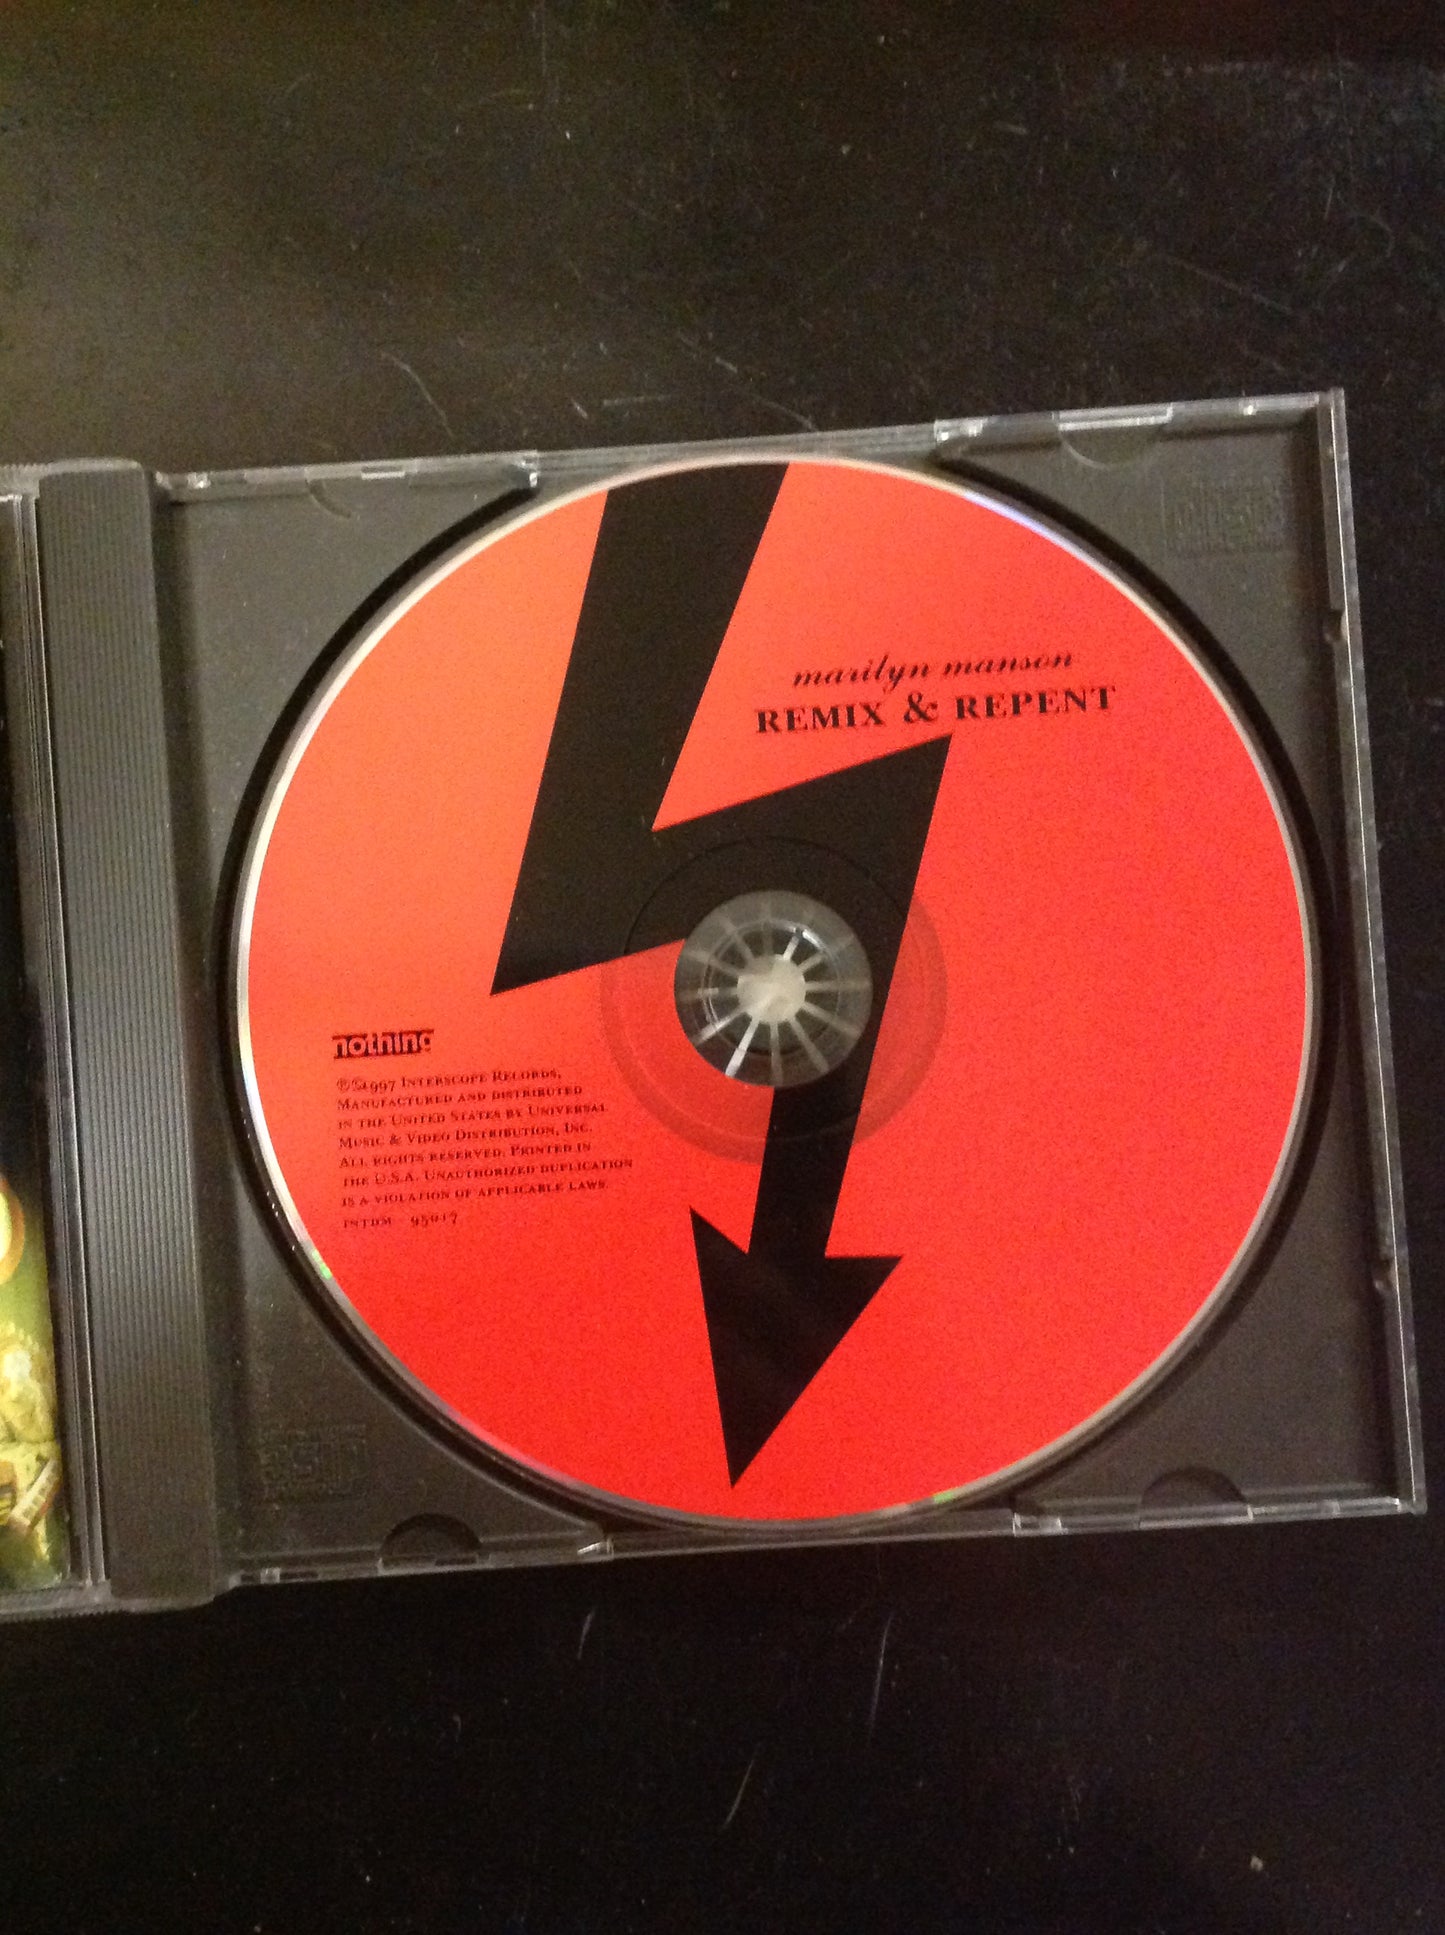 marilyn manson
REMIX & REPENT
nothing
℗©1997 INTERSCOPE RECORDS,
MANUFACTURED AND DISTRIBUTED
IN THE UNITED STATES BY UNIVERSAL
MUSIC & VIDEO DISTRIBUTION, INC.
ALL RIGHTS RESERVED. PRINTED IN
THE U.S.A. UNAUTHORIZED DUPLICATION
IS A VIOLATION OF APPLICABLE LAWS.
INTDM 95017